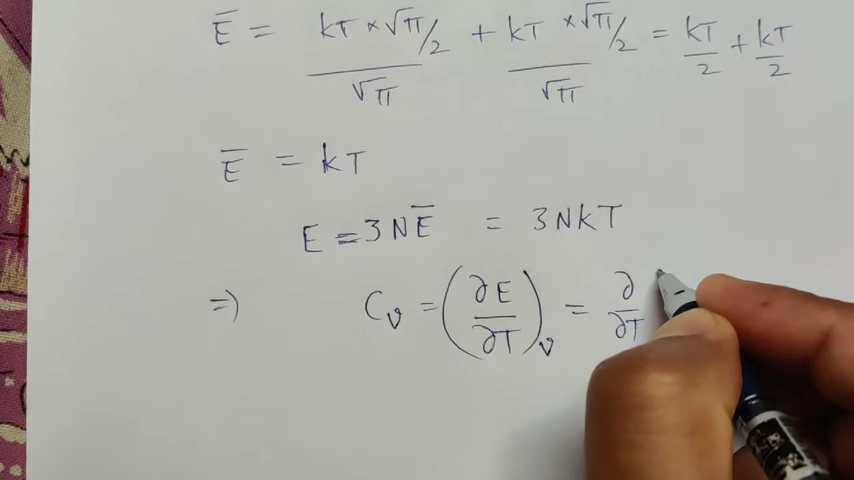 Ē = kT × √π/2 / √π + kT × √π/2 / √π = kT/2 + kT/2
Ē = kT
E = 3NĒ = 3NkT
⇒ Cᵥ = (∂E/∂T)ᵥ = ∂/∂T